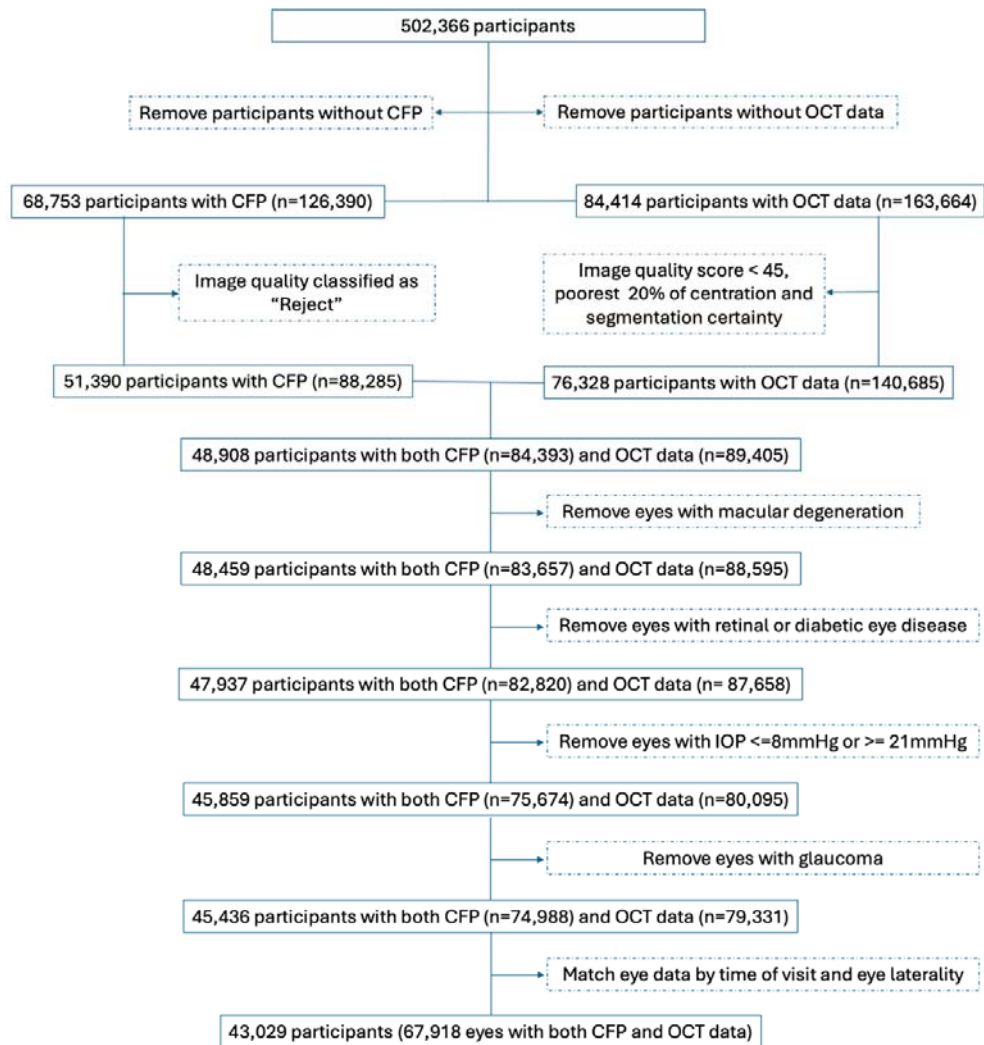 502,366 participants
Remove participants without CFP
Remove participants without OCT data
68,753 participants with CFP (n=126,390)
84,414 participants with OCT data (n=163,664)
Image quality classified as
“Reject”
Image quality score < 45,
poorest 20% of centration and
segmentation certainty
51,390 participants with CFP (n=88,285)
76,328 participants with OCT data (n=140,685)
48,908 participants with both CFP (n=84,393) and OCT data (n=89,405)
Remove eyes with macular degeneration
48,459 participants with both CFP (n=83,657) and OCT data (n=88,595)
Remove eyes with retinal or diabetic eye disease
47,937 participants with both CFP (n=82,820) and OCT data (n= 87,658)
Remove eyes with IOP <=8mmHg or >= 21mmHg
45,859 participants with both CFP (n=75,674) and OCT data (n=80,095)
Remove eyes with glaucoma
45,436 participants with both CFP (n=74,988) and OCT data (n=79,331)
Match eye data by time of visit and eye laterality
43,029 participants (67,918 eyes with both CFP and OCT data)